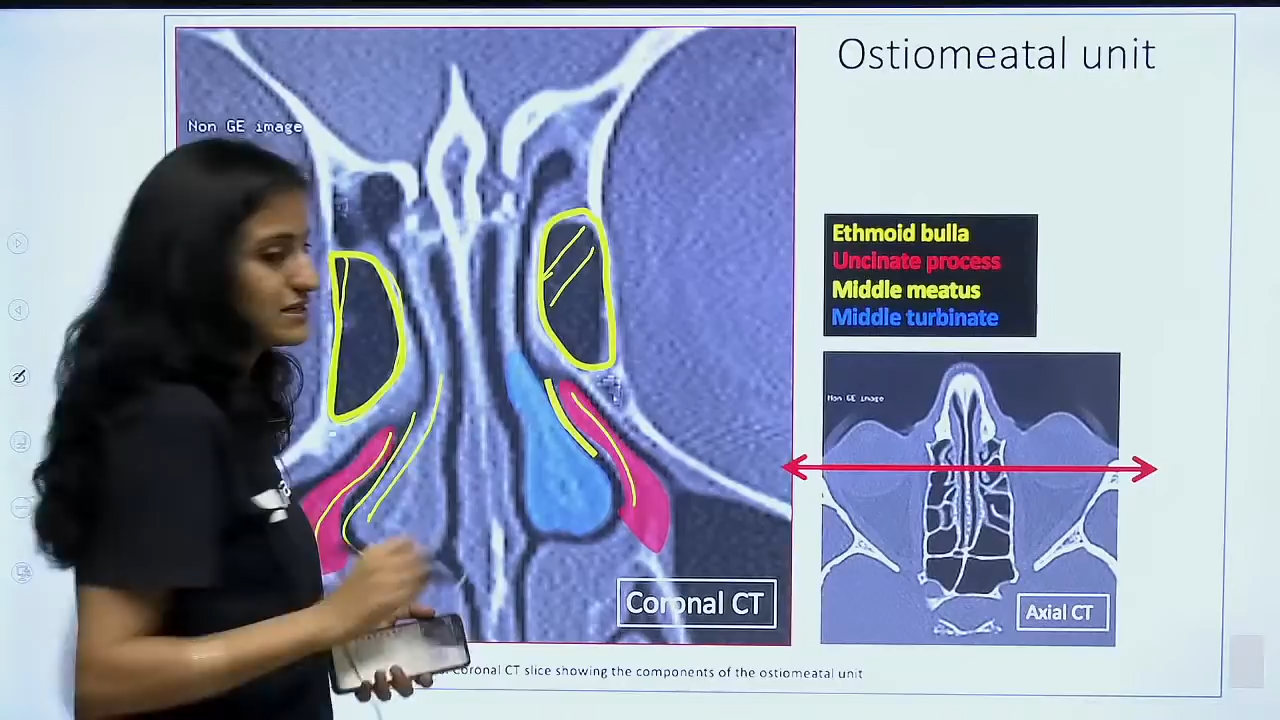 Ostiomeatal unit
Non GE image
Ethmoid bulla
Uncinate process
Middle meatus
Middle turbinate
Non GE image
Coronal CT
Axial CT
Coronal CT slice showing the components of the ostiomeatal unit